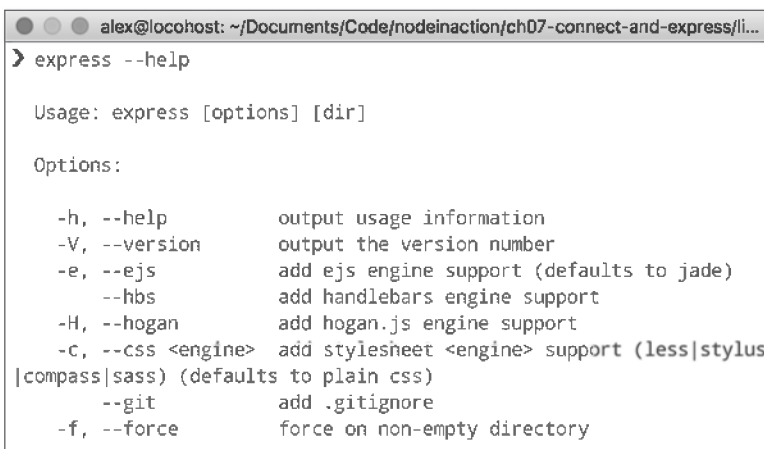 alex@locohost: ~/Documents/Code/nodeinaction/ch07-connect-and-express/li...
❯ express --help
Usage: express [options] [dir]
Options:
-h, --help output usage information
-V, --version output the version number
-e, --ejs add ejs engine support (defaults to jade)
--hbs add handlebars engine support
-H, --hogan add hogan.js engine support
-c, --css <engine> add stylesheet <engine> support (less|stylus
|compass|sass) (defaults to plain css)
--git add .gitignore
-f, --force force on non-empty directory